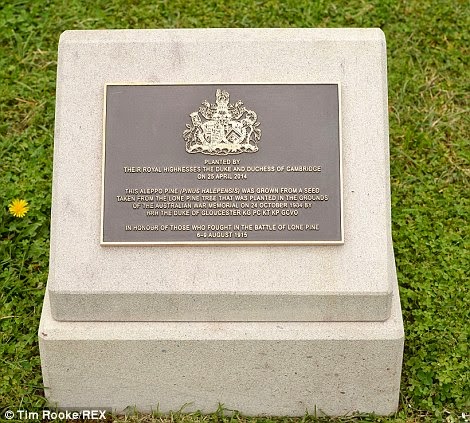 PLANTED BY
THEIR ROYAL HIGHNESSES THE DUKE AND DUCHESS OF CAMBRIDGE
ON 25 APRIL 2014
THIS ALEPPO PINE (PINUS HALEPENSIS), WAS GROWN FROM A SEED
TAKEN FROM THE LONE PINE TREE THAT WAS PLANTED IN THE GROUNDS
OF THE AUSTRALIAN WAR MEMORIAL ON 24 OCTOBER 1934 BY
HRH THE DUKE OF GLOUCESTER KG PC KT KP GCVO
IN HONOUR OF THOSE WHO FOUGHT IN THE BATTLE OF LONE PINE
6-9 AUGUST 1915
© Tim Rooke/REX